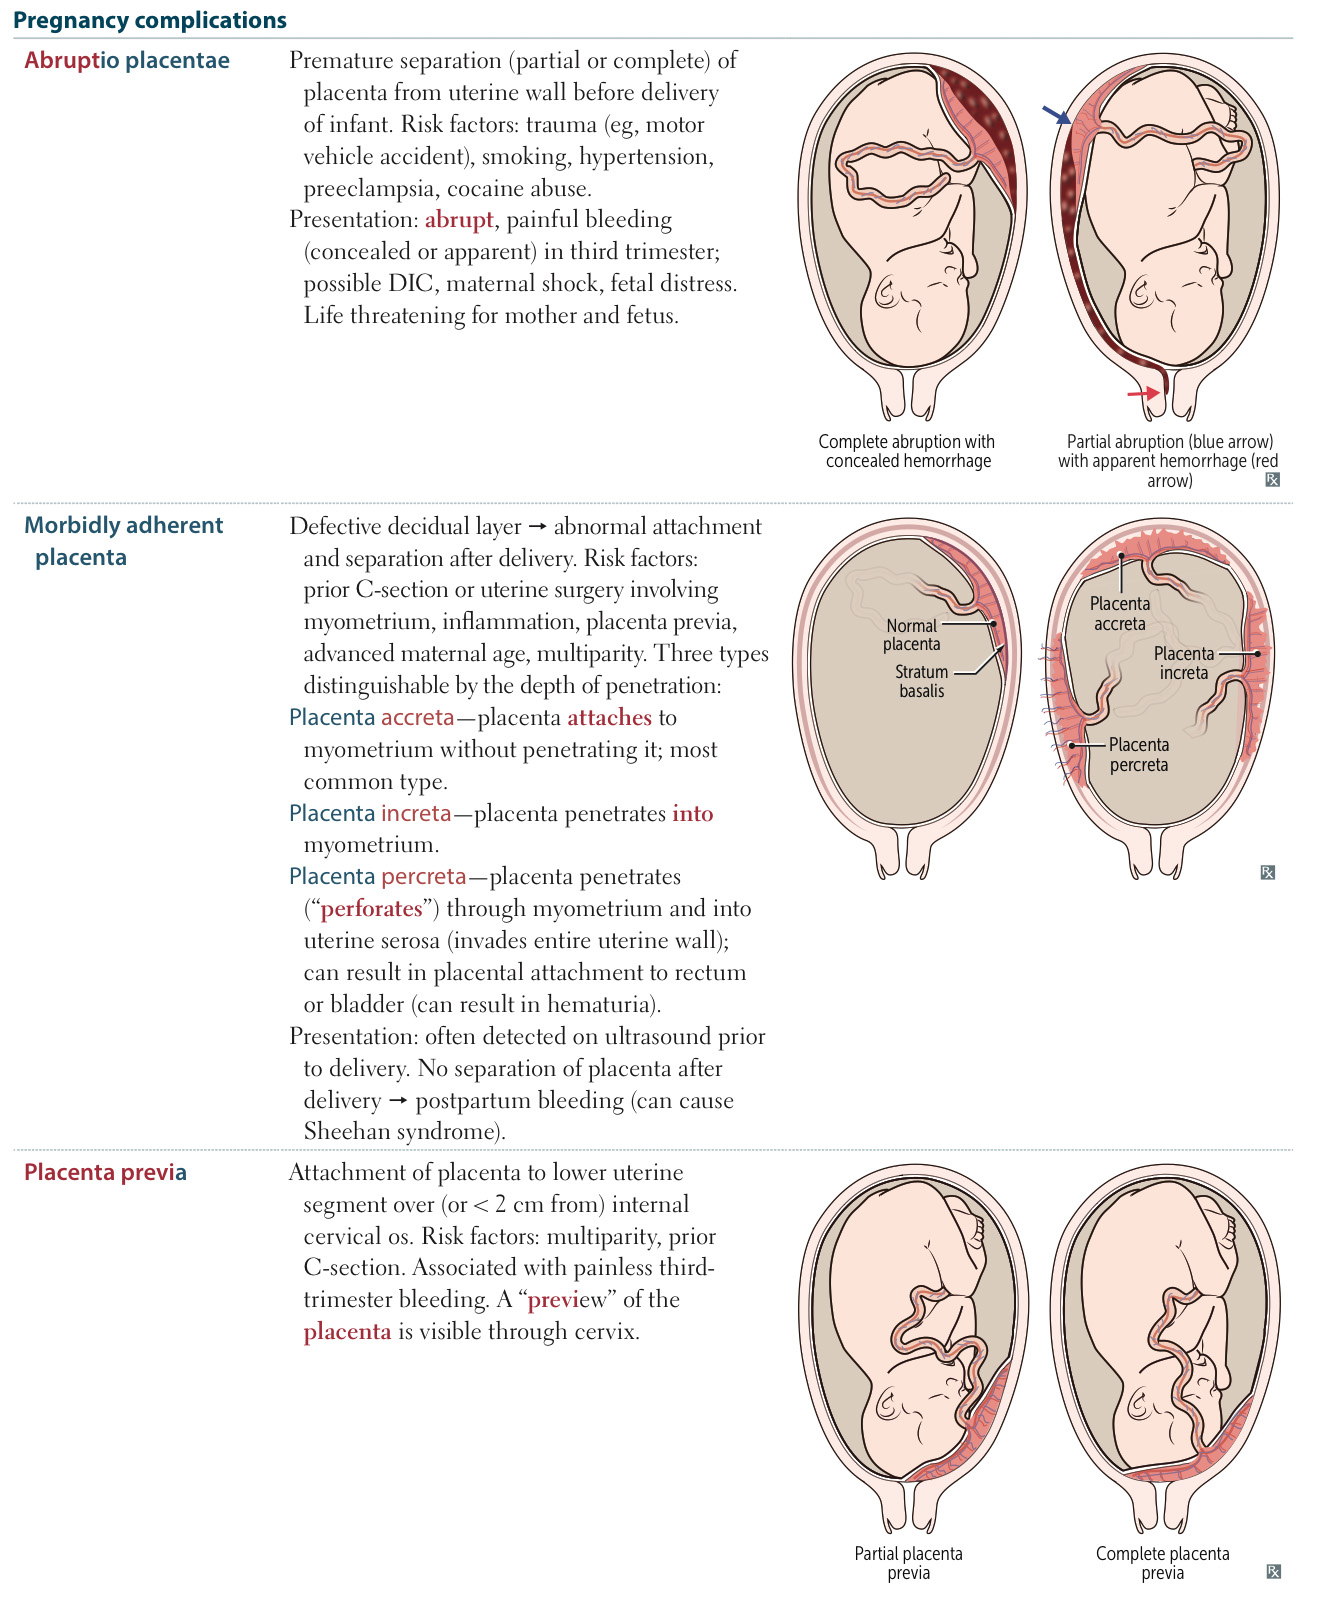 Pregnancy complications
Abruptio placentae
Premature separation (partial or complete) of
placenta from uterine wall before delivery
of infant. Risk factors: trauma (eg, motor
vehicle accident), smoking, hypertension,
preeclampsia, cocaine abuse.
Presentation: abrupt, painful bleeding
(concealed or apparent) in third trimester;
possible DIC, maternal shock, fetal distress.
Life threatening for mother and fetus.
Complete abruption with
concealed hemorrhage
Partial abruption (blue arrow)
with apparent hemorrhage (red
arrow)
Rx
Morbidly adherent
placenta
Defective decidual layer → abnormal attachment
and separation after delivery. Risk factors:
prior C-section or uterine surgery involving
myometrium, inflammation, placenta previa,
advanced maternal age, multiparity. Three types
distinguishable by the depth of penetration:
Placenta accreta—placenta attaches to
myometrium without penetrating it; most
common type.
Placenta increta—placenta penetrates into
myometrium.
Placenta percreta—placenta penetrates
(“perforates”) through myometrium and into
uterine serosa (invades entire uterine wall);
can result in placental attachment to rectum
or bladder (can result in hematuria).
Presentation: often detected on ultrasound prior
to delivery. No separation of placenta after
delivery → postpartum bleeding (can cause
Sheehan syndrome).
Normal
placenta
Stratum
basalis
Placenta
accreta
Placenta
increta
Placenta
percreta
Rx
Placenta previa
Attachment of placenta to lower uterine
segment over (or < 2 cm from) internal
cervical os. Risk factors: multiparity, prior
C-section. Associated with painless third-
trimester bleeding. A “preview” of the
placenta is visible through cervix.
Partial placenta
previa
Complete placenta
previa
Rx